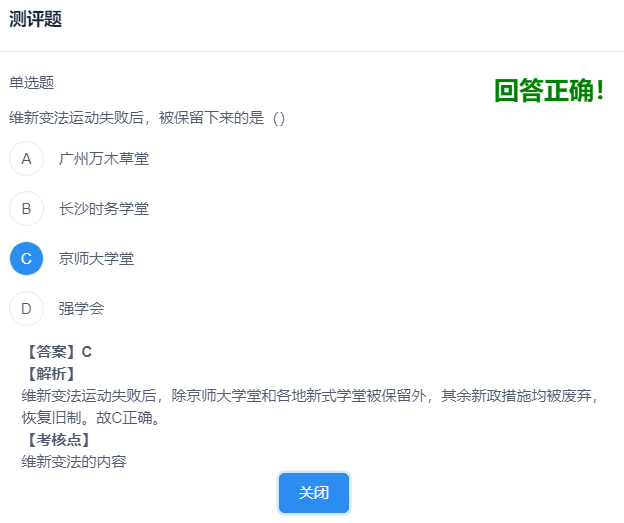 测评题
单选题
回答正确！
维新变法运动失败后，被保留下来的是（）
A 广州万木草堂
B 长沙时务学堂
C 京师大学堂
D 强学会
【答案】C
【解析】
维新变法运动失败后，除京师大学堂和各地新式学堂被保留外，其余新政措施均被废弃，
恢复旧制。故C正确。
【考核点】
维新变法的内容
关闭